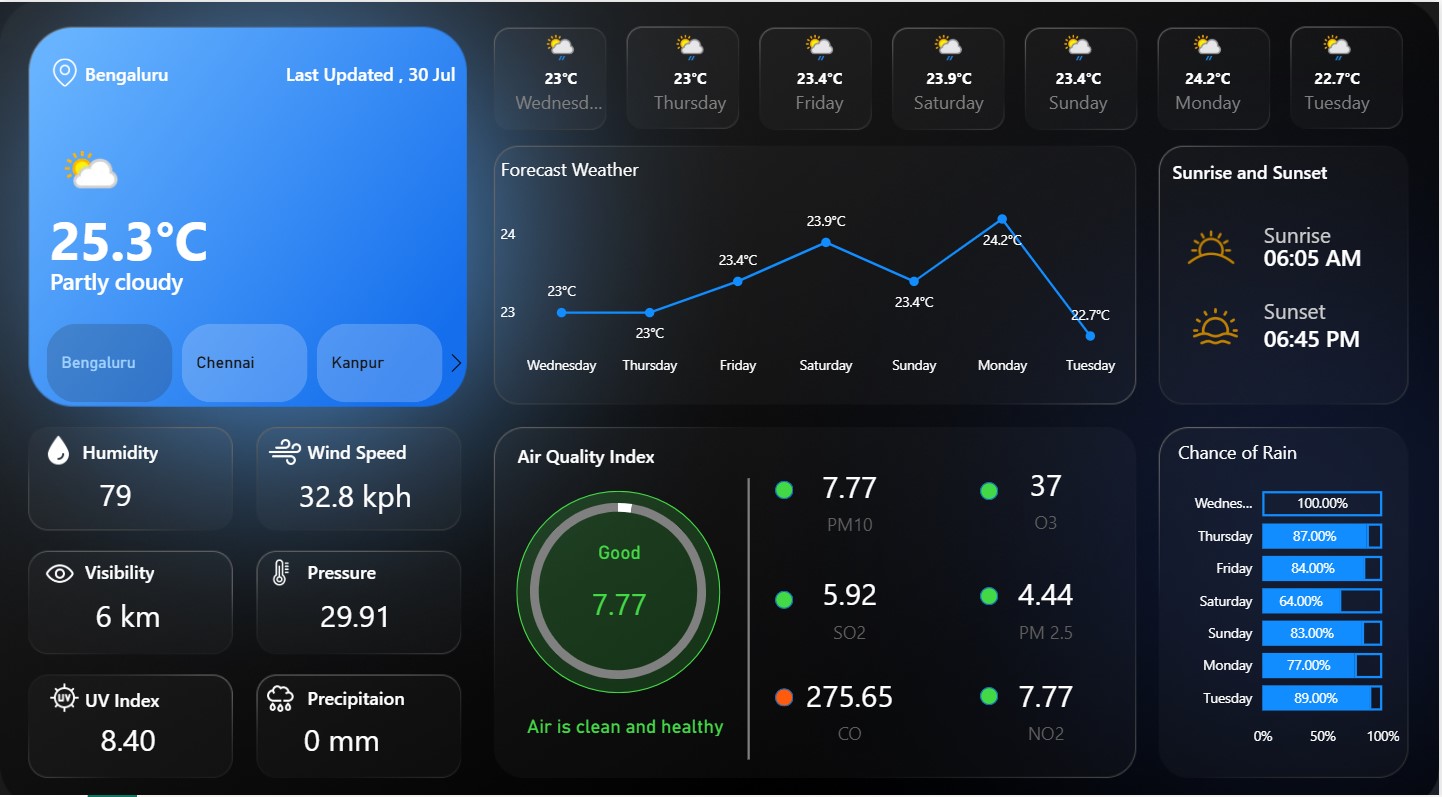 Bengaluru
Last Updated , 30 Jul
25.3°C
Partly cloudy
Bengaluru
Chennai
Kanpur
23°C
Wednesd...
23°C
Thursday
23.4°C
Friday
23.9°C
Saturday
23.4°C
Sunday
24.2°C
Monday
22.7°C
Tuesday
Forecast Weather
24
23
23°C
23°C
23.4°C
23.9°C
23.4°C
24.2°C
22.7°C
Wednesday Thursday Friday Saturday Sunday Monday Tuesday
Sunrise and Sunset
Sunrise
06:05 AM
Sunset
06:45 PM
Humidity
79
Wind Speed
32.8 kph
Visibility
6 km
Pressure
29.91
UV
UV Index
8.40
Precipitaion
0 mm
Air Quality Index
Good
7.77
Air is clean and healthy
7.77
PM10
37
O3
5.92
SO2
4.44
PM 2.5
275.65
CO
7.77
NO2
Chance of Rain
Wednes... 100.00%
Thursday 87.00%
Friday 84.00%
Saturday 64.00%
Sunday 83.00%
Monday 77.00%
Tuesday 89.00%
0% 50% 100%